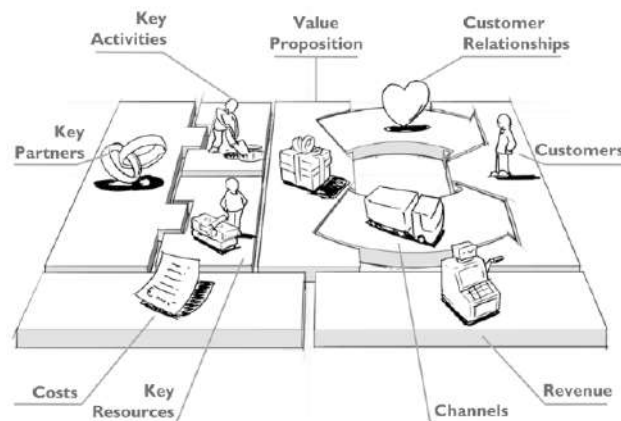 Key
Activities
Value
Proposition
Customer
Relationships
Key
Partners
Customers
Costs
Key
Resources
Channels
Revenue